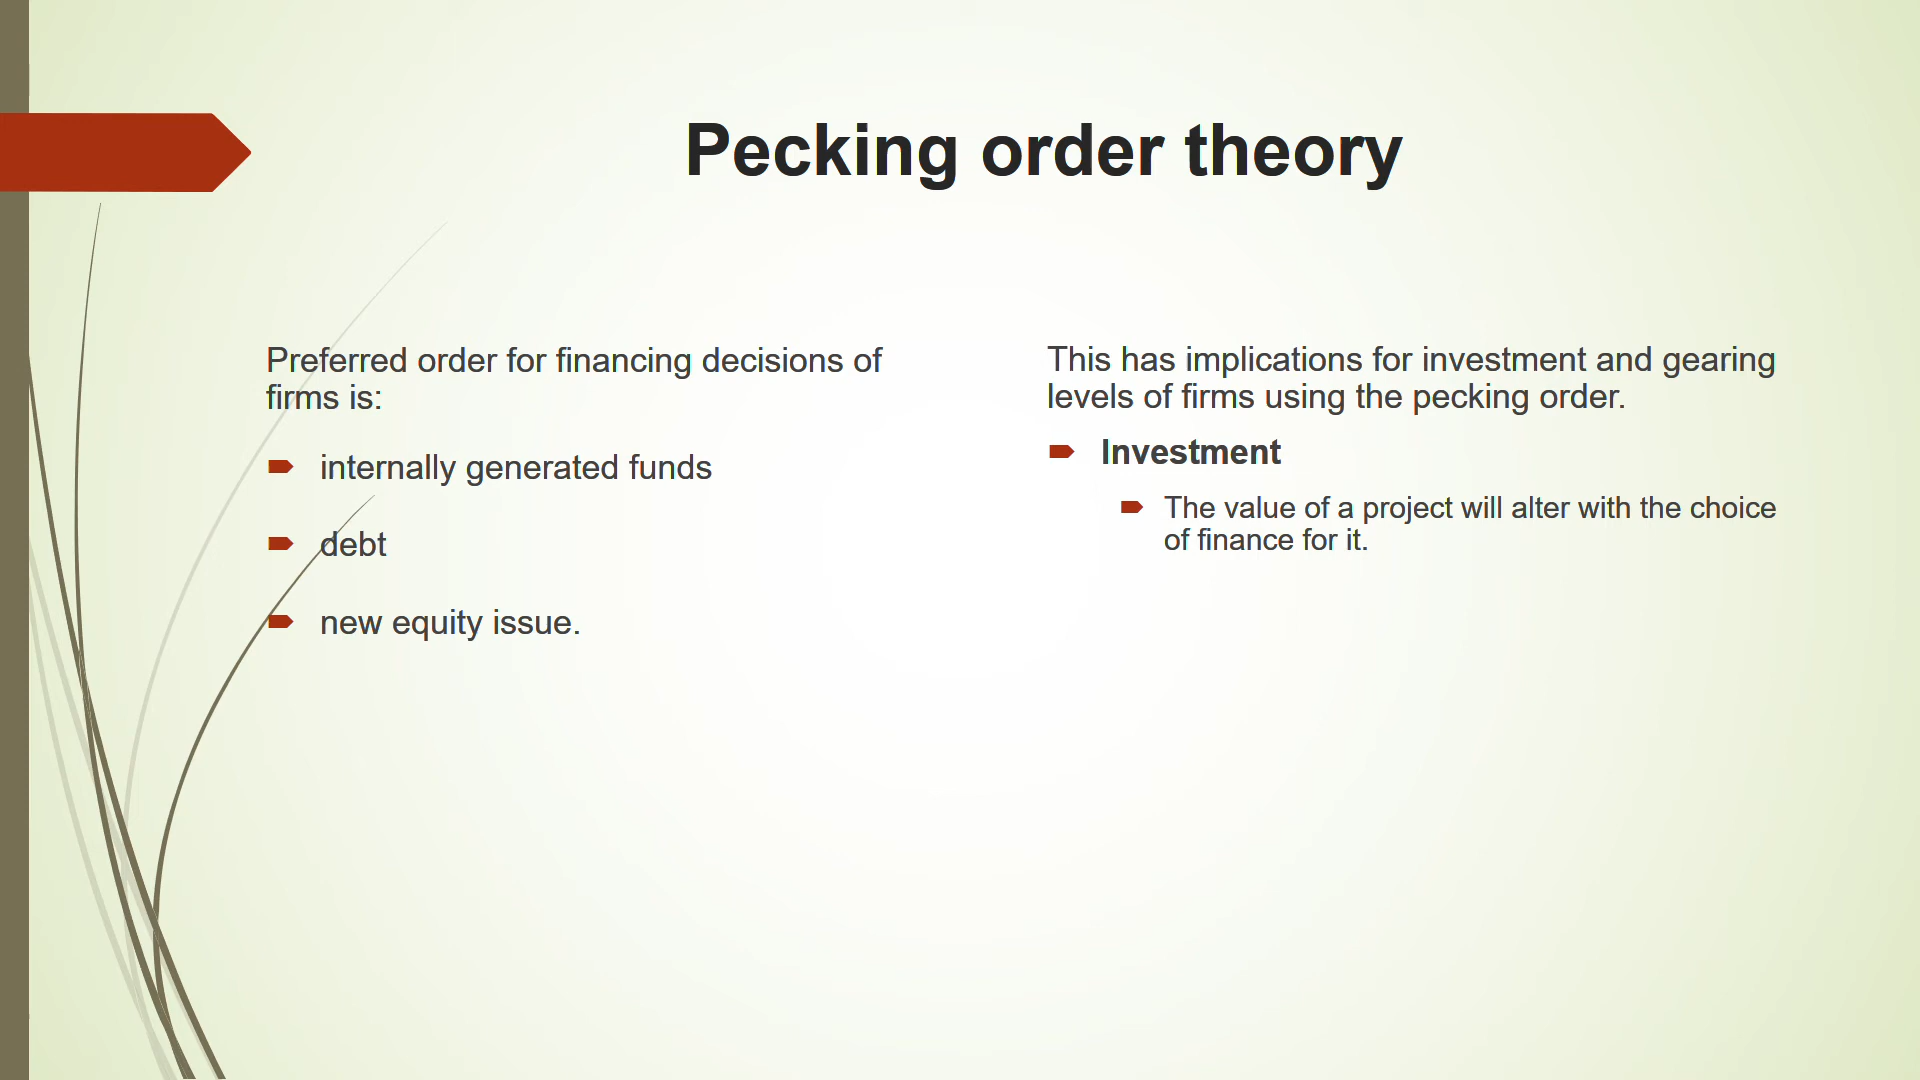 Pecking order theory
Preferred order for financing decisions of
firms is:
internally generated funds
debt
new equity issue.
This has implications for investment and gearing
levels of firms using the pecking order.
Investment
The value of a project will alter with the choice
of finance for it.